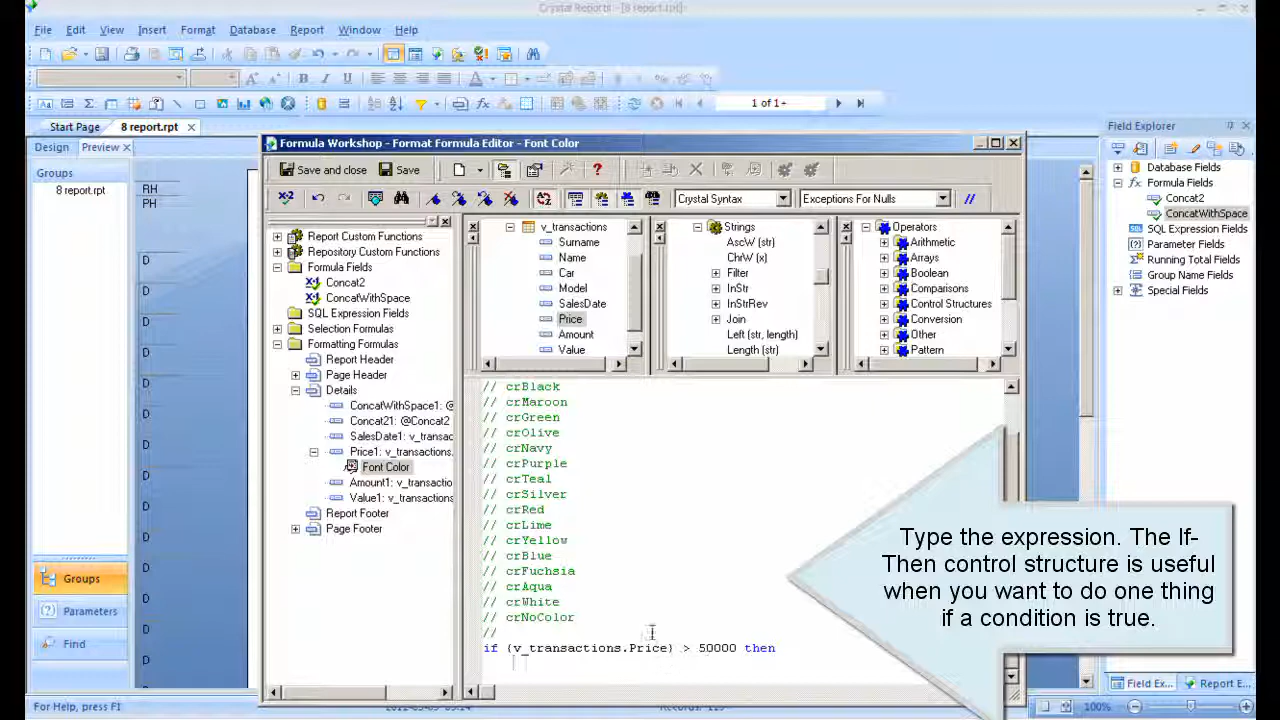 Crystal Reports - [8 report.rpt]
File Edit View Insert Format Database Report Window Help
1 of 1+
Start Page 8 report.rpt
Design Preview
Groups
8 report.rpt
RH
PH
D
D
D
D
D
D
D
D
D
D
D
D
D
D
Groups
Parameters
Find
For Help, press F1
Formula Workshop - Format Formula Editor - Font Color
Save and close Save
Crystal Syntax Exceptions For Nulls //
Report Custom Functions
Repository Custom Functions
Formula Fields
Concat2
ConcatWithSpace
SQL Expression Fields
Selection Formulas
Formatting Formulas
Report Header
Page Header
Details
ConcatWithSpace1: @
Concat21: @Concat2
SalesDate1: v_transac
Price1: v_transactions.
Font Color
Amount1: v_transactio
Value1: v_transactions
Report Footer
Page Footer
v_transactions
Surname
Name
Car
Model
SalesDate
Price
Amount
Value
Strings
AscW (str)
ChrW (x)
Filter
InStr
InStrRev
Join
Left (str, length)
Length (str)
Operators
Arithmetic
Arrays
Boolean
Comparisons
Control Structures
Conversion
Other
Pattern
// crBlack
// crMaroon
// crGreen
// crOlive
// crNavy
// crPurple
// crTeal
// crSilver
// crRed
// crLime
// crYellow
// crBlue
// crFuchsia
// crAqua
// crWhite
// crNoColor
//
if (v_transactions.Price) > 50000 then
Type the expression. The If-
Then control structure is useful
when you want to do one thing
if a condition is true.
Field Explorer
Database Fields
Formula Fields
Concat2
ConcatWithSpace
SQL Expression Fields
Parameter Fields
Running Total Fields
Group Name Fields
Special Fields
Field Ex... Report E...
100%